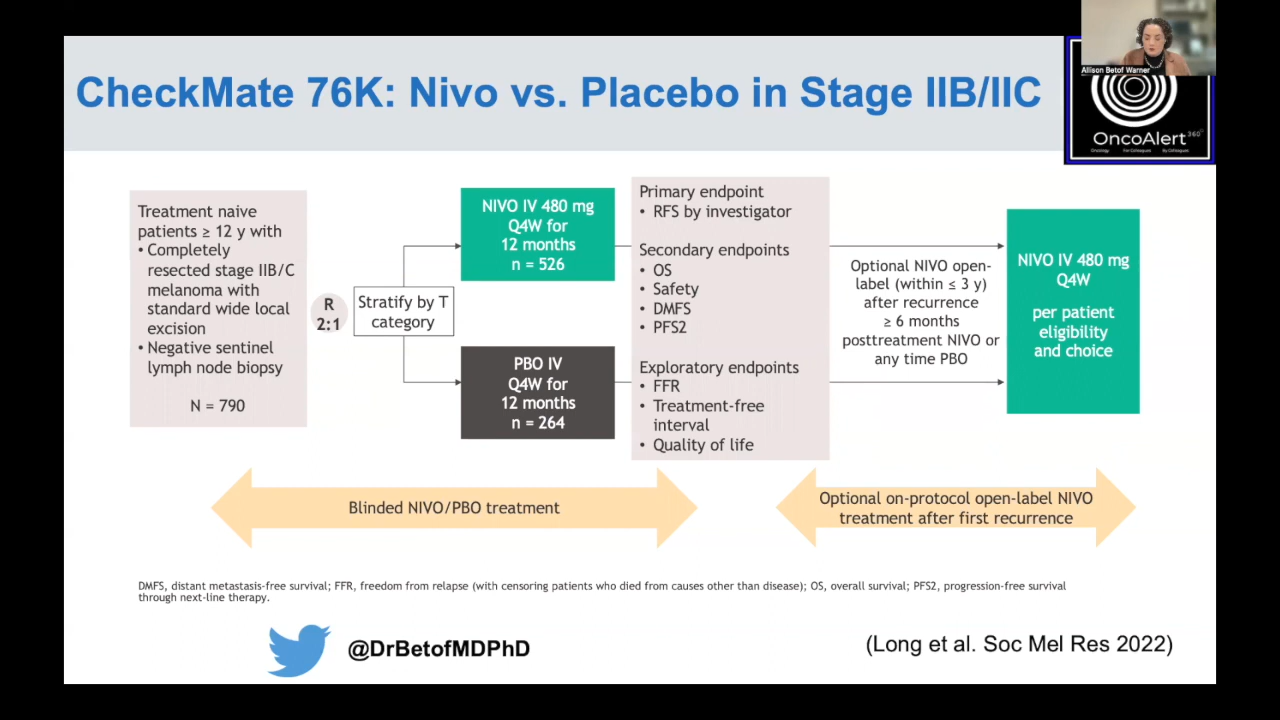 Allison Betof Warner
CheckMate 76K: Nivo vs. Placebo in Stage IIB/IIC
OncoAlert 360°
Oncology For Colleagues By Colleagues
Treatment naive
patients ≥ 12 y with
• Completely
resected stage IIB/C
melanoma with
standard wide local
excision
• Negative sentinel
lymph node biopsy
N = 790
R
2:1
Stratify by T
category
NIVO IV 480 mg
Q4W for
12 months
n = 526
PBO IV
Q4W for
12 months
n = 264
Primary endpoint
• RFS by investigator
Secondary endpoints
• OS
• Safety
• DMFS
• PFS2
Exploratory endpoints
• FFR
• Treatment-free
interval
• Quality of life
Optional NIVO open-
label (within ≤ 3 y)
after recurrence
≥ 6 months
posttreatment NIVO or
any time PBO
NIVO IV 480 mg
Q4W
per patient
eligibility
and choice
Blinded NIVO/PBO treatment
Optional on-protocol open-label NIVO
treatment after first recurrence
DMFS, distant metastasis-free survival; FFR, freedom from relapse (with censoring patients who died from causes other than disease); OS, overall survival; PFS2, progression-free survival
through next-line therapy.
@DrBetofMDPhD
(Long et al. Soc Mel Res 2022)